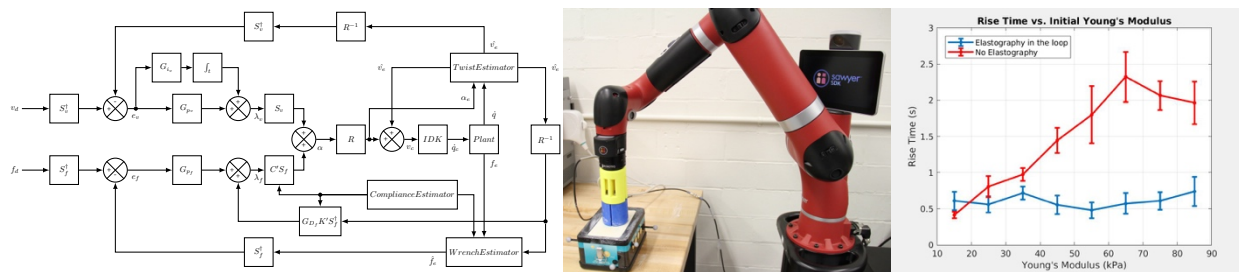 S_v^†
R^{-1}
v̂_e
G_{i_v}
∫_t
v̂_e
TwistEstimator
v̂_e
α_e
q̇
v_d
S_v^†
e_v
G_{p_v}
λ_v
S_v
α
R
v_c
IDK
q̇_c
Plant
R^{-1}
f_d
S_f^†
e_f
G_{p_f}
λ_f
C'S_f
f_e
ComplianceEstimator
G_{D_f}K'S_f^†
S_f^†
f̂_e
WrenchEstimator
sawyer
SDK
Rise Time vs. Initial Young's Modulus
Elastography in the loop
No Elastography
Rise Time (s)
3
2.5
2
1.5
1
0.5
0
10 20 30 40 50 60 70 80 90
Young's Modulus (kPa)